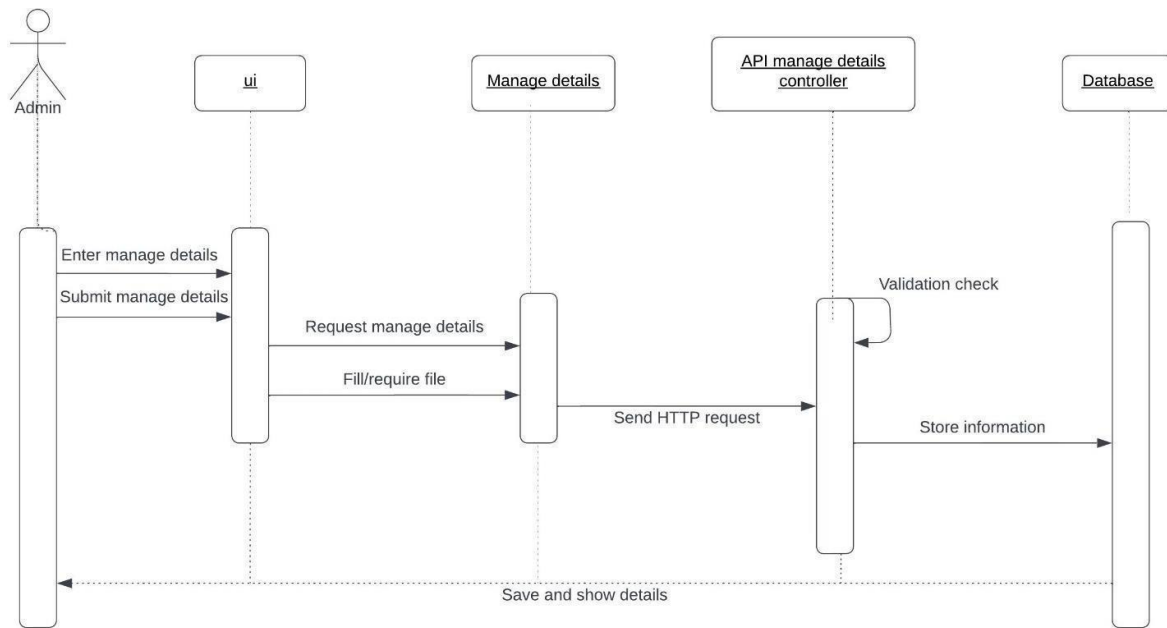 Admin
ui
Manage details
API manage details
controller
Database
Enter manage details
Submit manage details
Request manage details
Fill/require file
Send HTTP request
Validation check
Store information
Save and show details